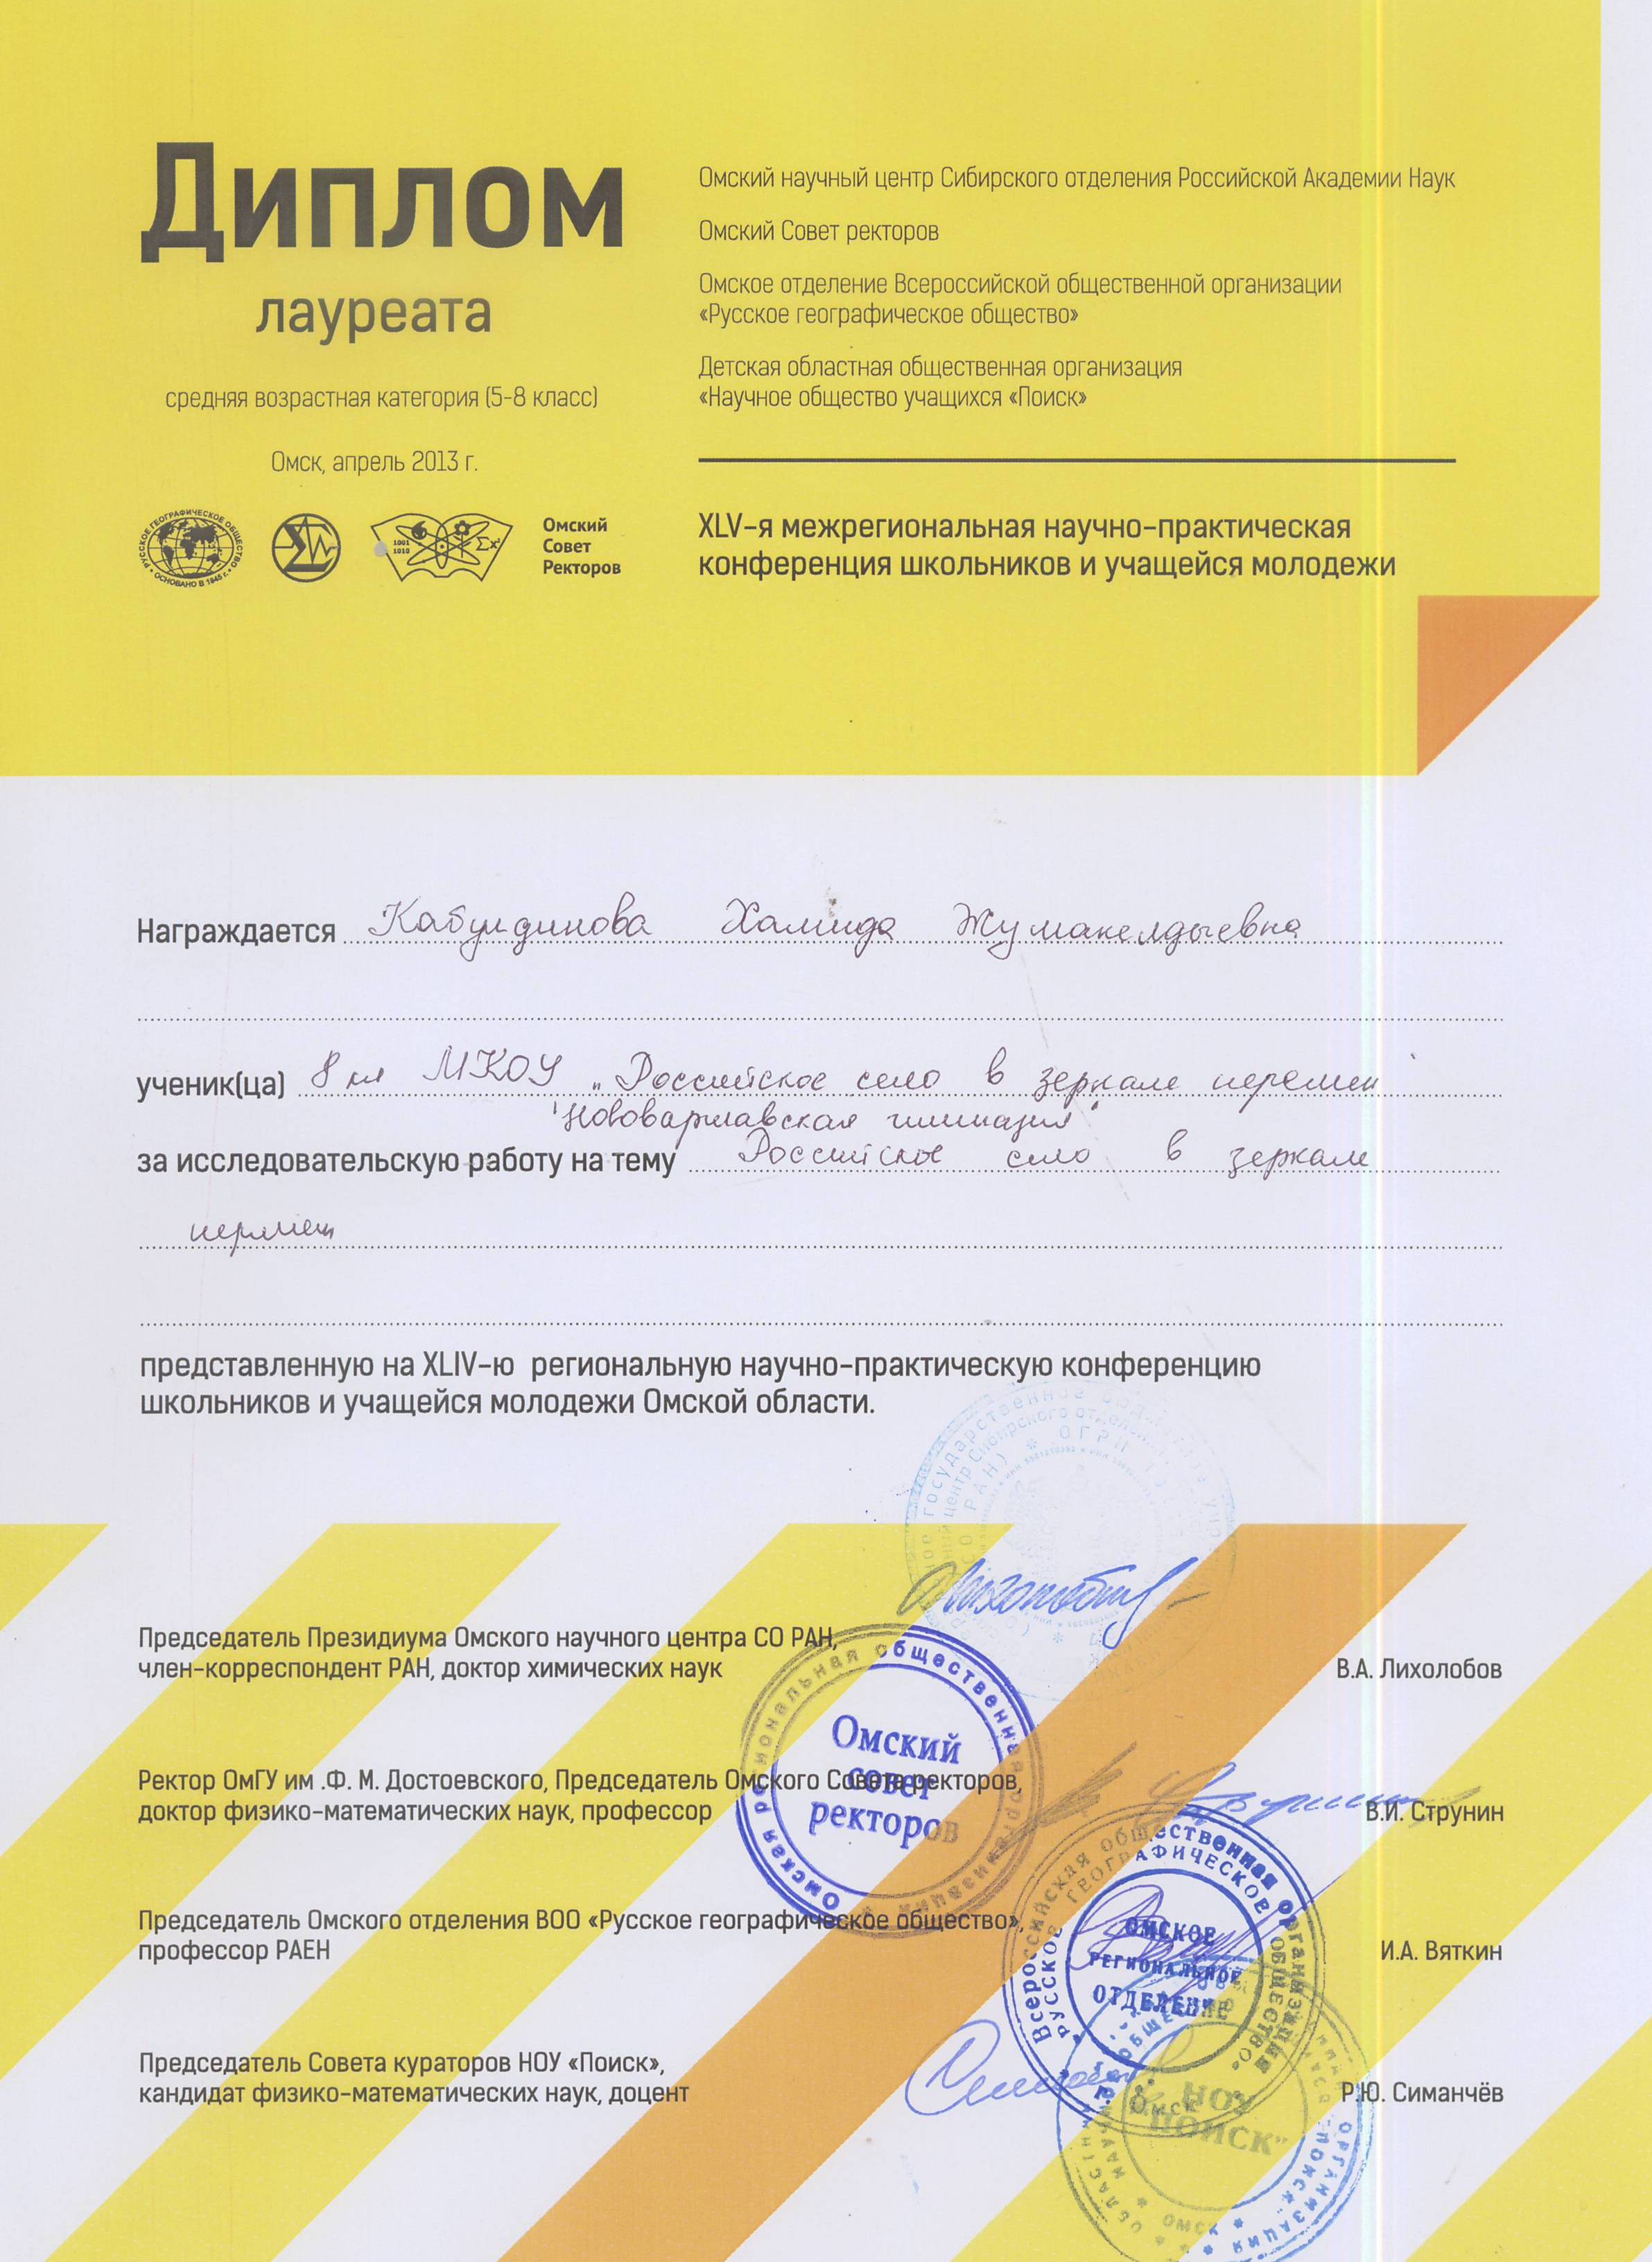 Диплом
лауреата
средняя возрастная категория (5-8 класс)
Омск, апрель 2013 г.
РУССКОЕ ГЕОГРАФИЧЕСКОЕ ОБЩЕСТВО • ОСНОВАНО В 1845 г. •
1001
1010
Омский
Совет
Ректоров
Омский научный центр Сибирского отделения Российской Академии Наук
Омский Совет ректоров
Омское отделение Всероссийской общественной организации
«Русское географическое общество»
Детская областная общественная организация
«Научное общество учащихся «Поиск»
XLV-я межрегиональная научно-практическая
конференция школьников и учащейся молодежи
Награждается Кабулдинова Халида Жумакелдыевна
ученик(ца) 8 кл МКОУ „Российское село в зеркале перемен
"Нововаршавская гимназия"
за исследовательскую работу на тему Российское село в зеркале
перемен
представленную на XLIV-ю региональную научно-практическую конференцию
школьников и учащейся молодежи Омской области.
Председатель Президиума Омского научного центра СО РАН,
член-корреспондент РАН, доктор химических наук
В.А. Лихолобов
Омская региональная общественная организация
Омский
совет
ректоров
Ректор ОмГУ им .Ф. М. Достоевского, Председатель Омского Совета ректоров,
доктор физико-математических наук, профессор
В.И. Струнин
Председатель Омского отделения ВОО «Русское географическое общество»,
профессор РАЕН
И.А. Вяткин
Всероссийская общественная организация
РУССКОЕ ГЕОГРАФИЧЕСКОЕ ОБЩЕСТВО
ОМСКОЕ
РЕГИОНАЛЬНОЕ
ОТДЕЛЕНИЕ
Председатель Совета кураторов НОУ «Поиск»,
кандидат физико-математических наук, доцент
Р.Ю. Симанчёв
НОУ
"ПОИСК"